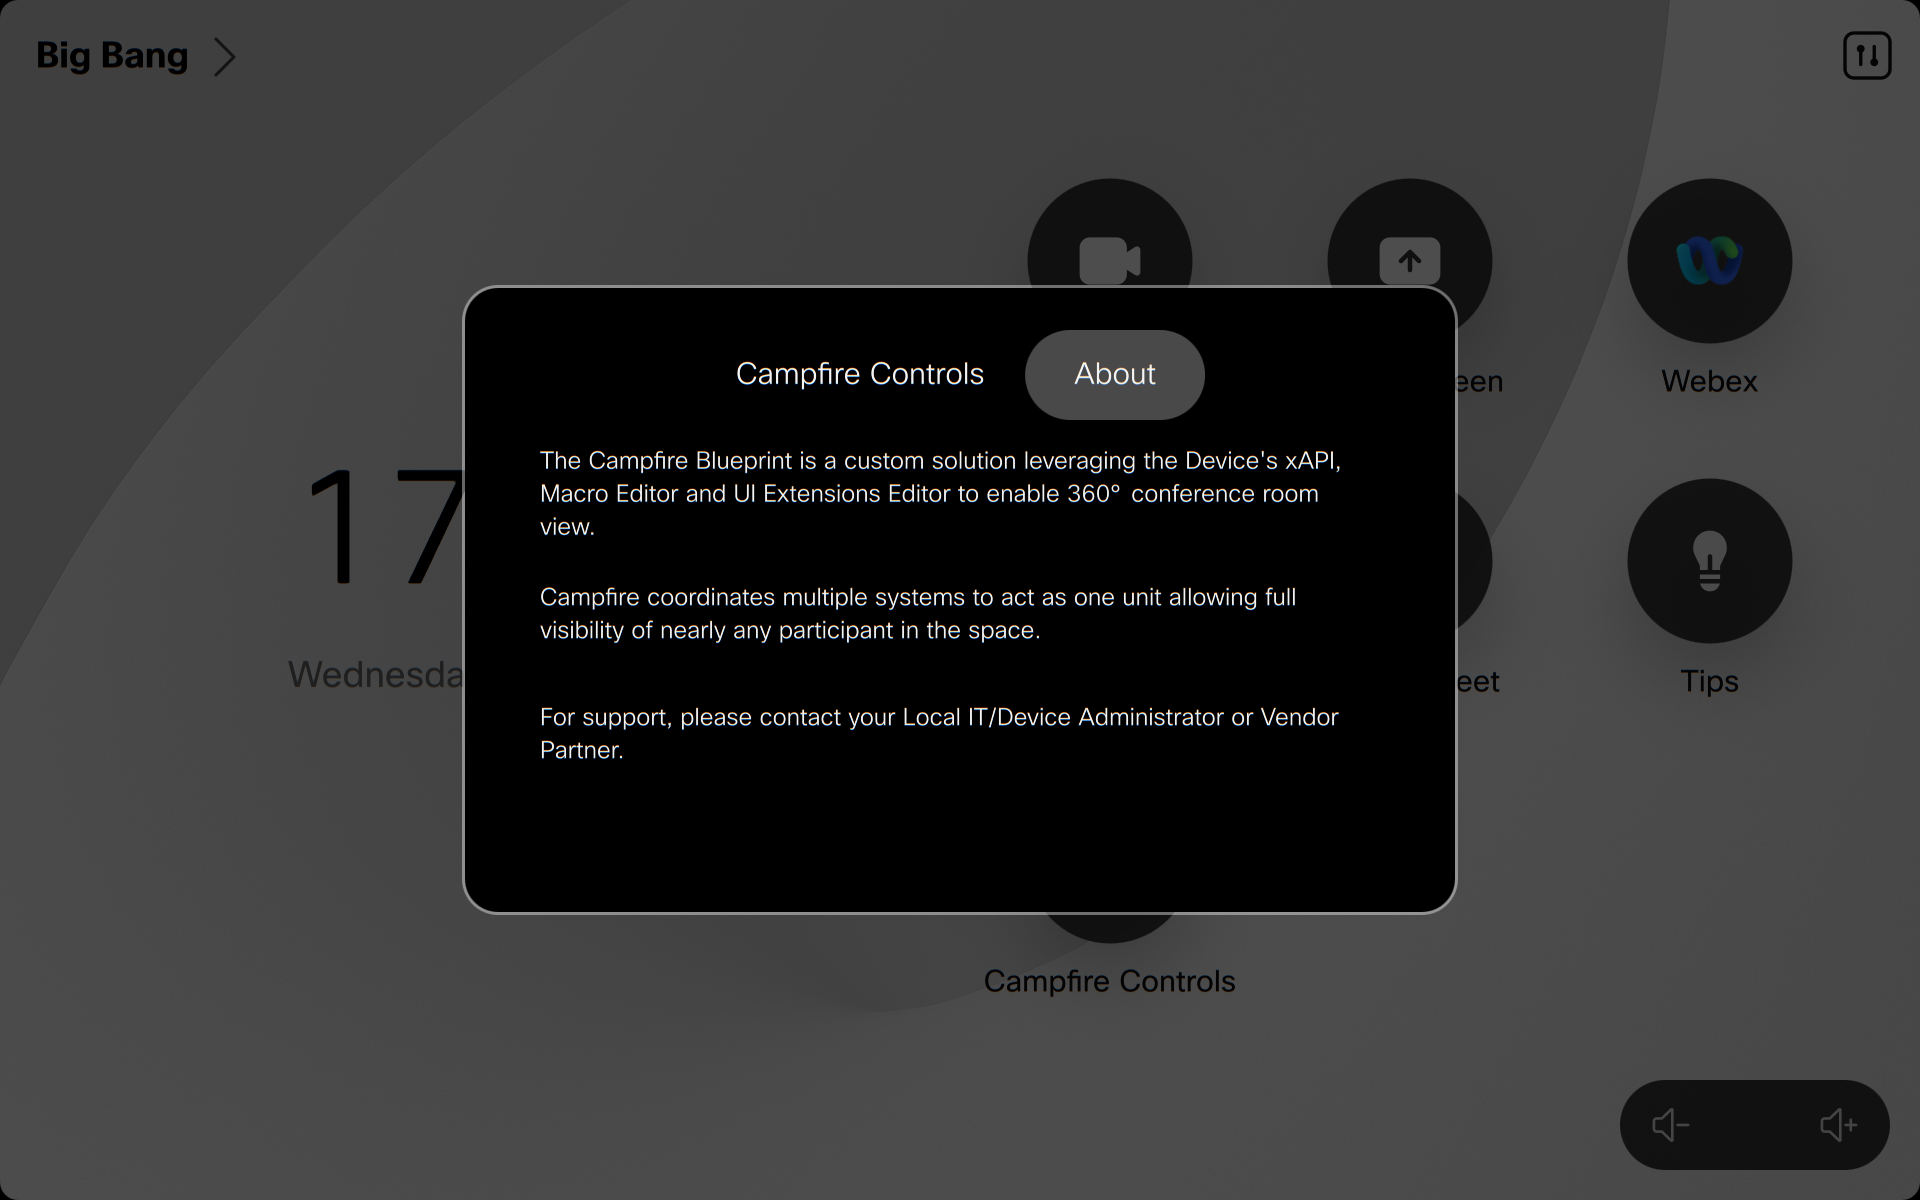 Big Bang
Campfire Controls
About
The Campfire Blueprint is a custom solution leveraging the Device's xAPI,
Macro Editor and UI Extensions Editor to enable 360° conference room
view.
Campfire coordinates multiple systems to act as one unit allowing full
visibility of nearly any participant in the space.
For support, please contact your Local IT/Device Administrator or Vendor
Partner.
17
Webex
Tips
Campfire Controls